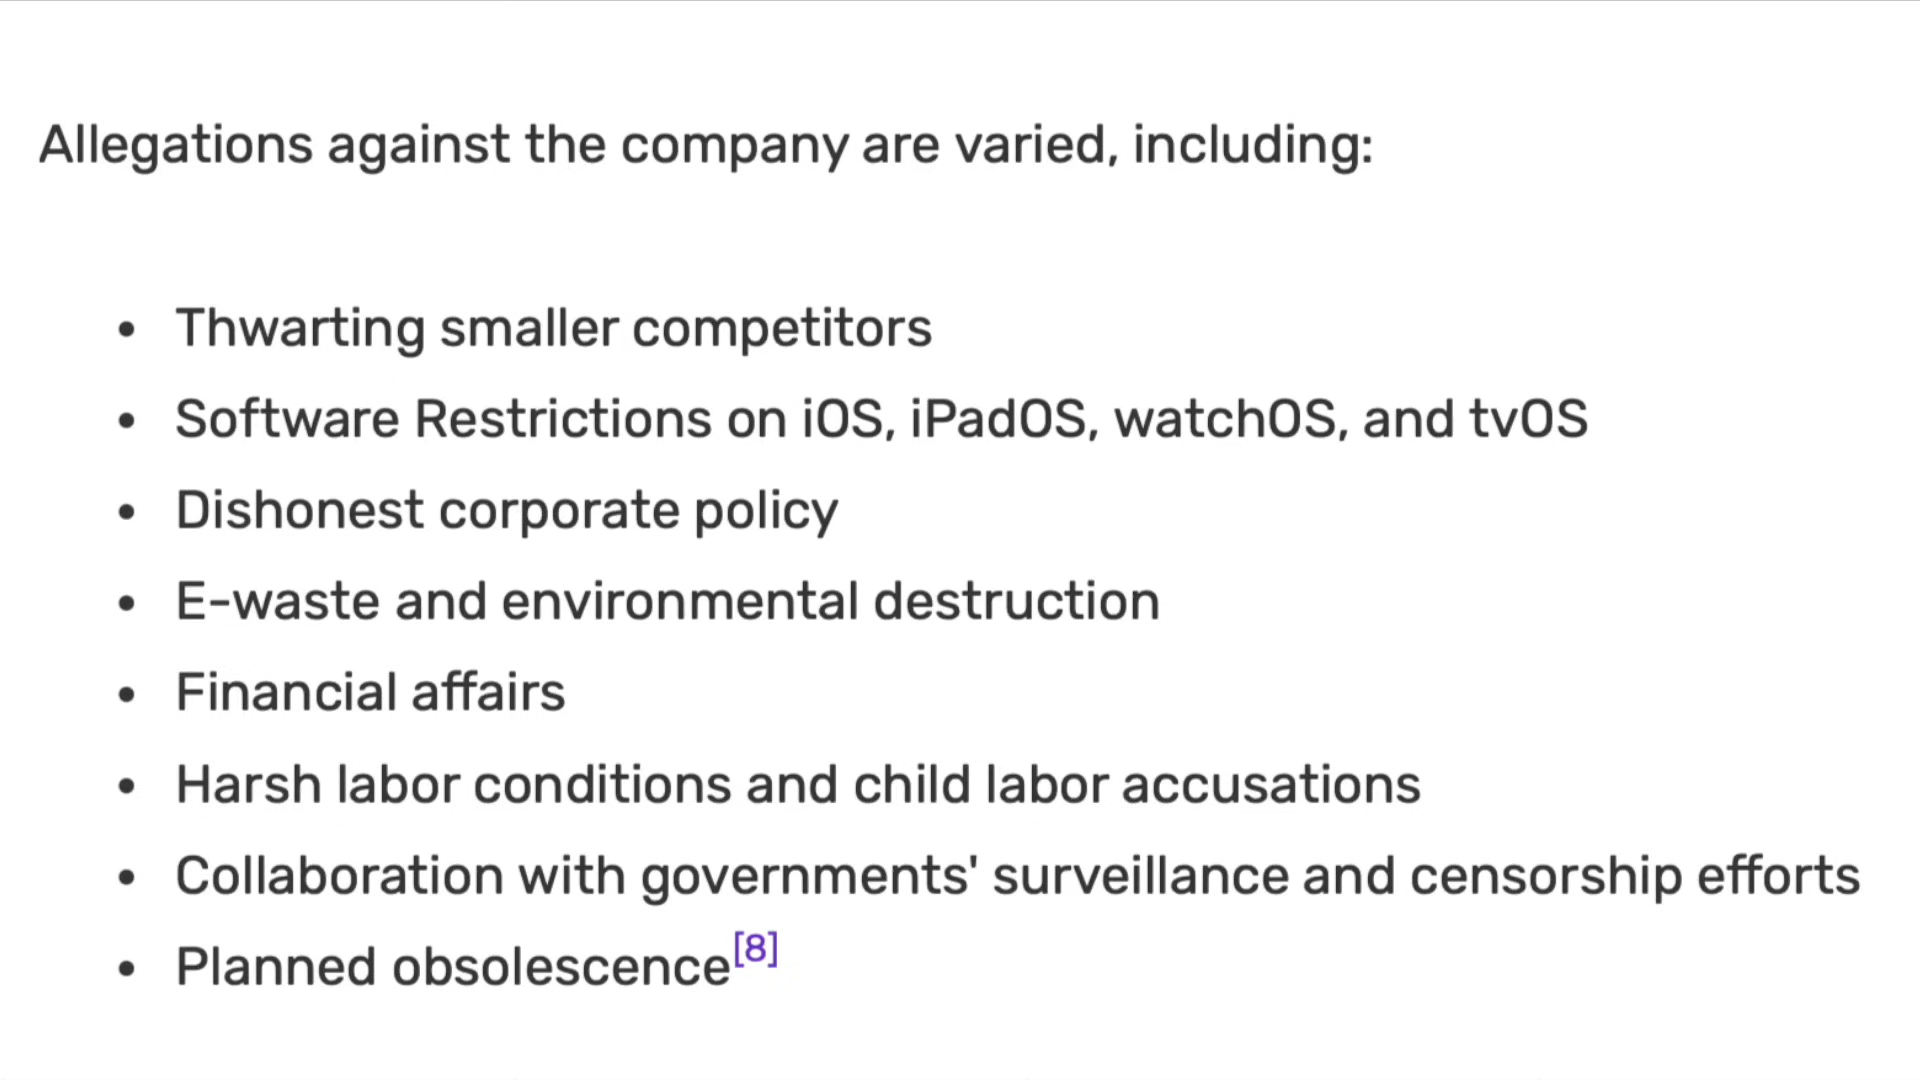 Allegations against the company are varied, including:
• Thwarting smaller competitors
• Software Restrictions on iOS, iPadOS, watchOS, and tvOS
• Dishonest corporate policy
• E-waste and environmental destruction
• Financial affairs
• Harsh labor conditions and child labor accusations
• Collaboration with governments' surveillance and censorship efforts
• Planned obsolescence[8]